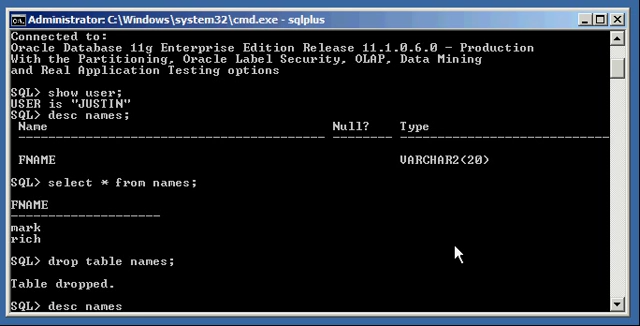 Administrator: C:\Windows\system32\cmd.exe - sqlplus
Connected to:
Oracle Database 11g Enterprise Edition Release 11.1.0.6.0 - Production
With the Partitioning, Oracle Label Security, OLAP, Data Mining
and Real Application Testing options
SQL> show user;
USER is "JUSTIN"
SQL> desc names;
Name Null? Type
----------------------------------------- -------- ----------------------------
FNAME VARCHAR2(20)
SQL> select * from names;
FNAME
--------------------
mark
rich
SQL> drop table names;
Table dropped.
SQL> desc names